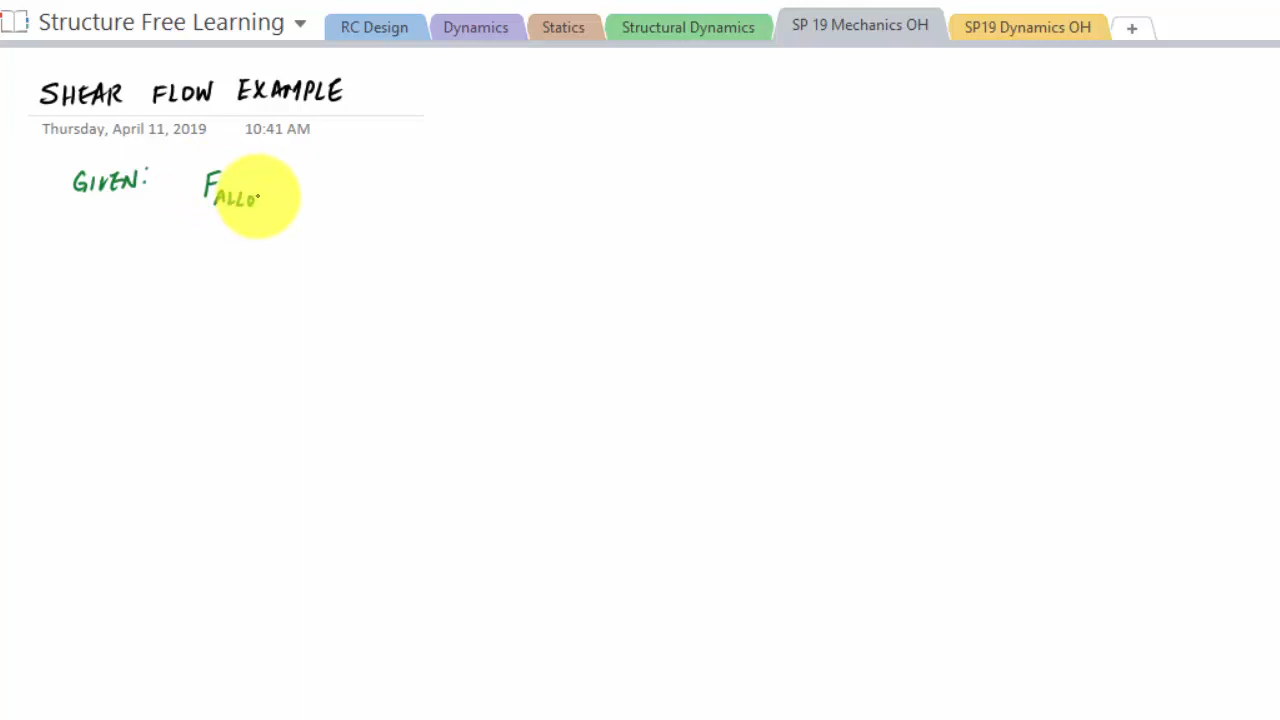 Structure Free Learning
RC Design
Dynamics
Statics
Structural Dynamics
SP 19 Mechanics OH
SP19 Dynamics OH
+
SHEAR FLOW EXAMPLE
Thursday, April 11, 2019 10:41 AM
GIVEN: F ALLO